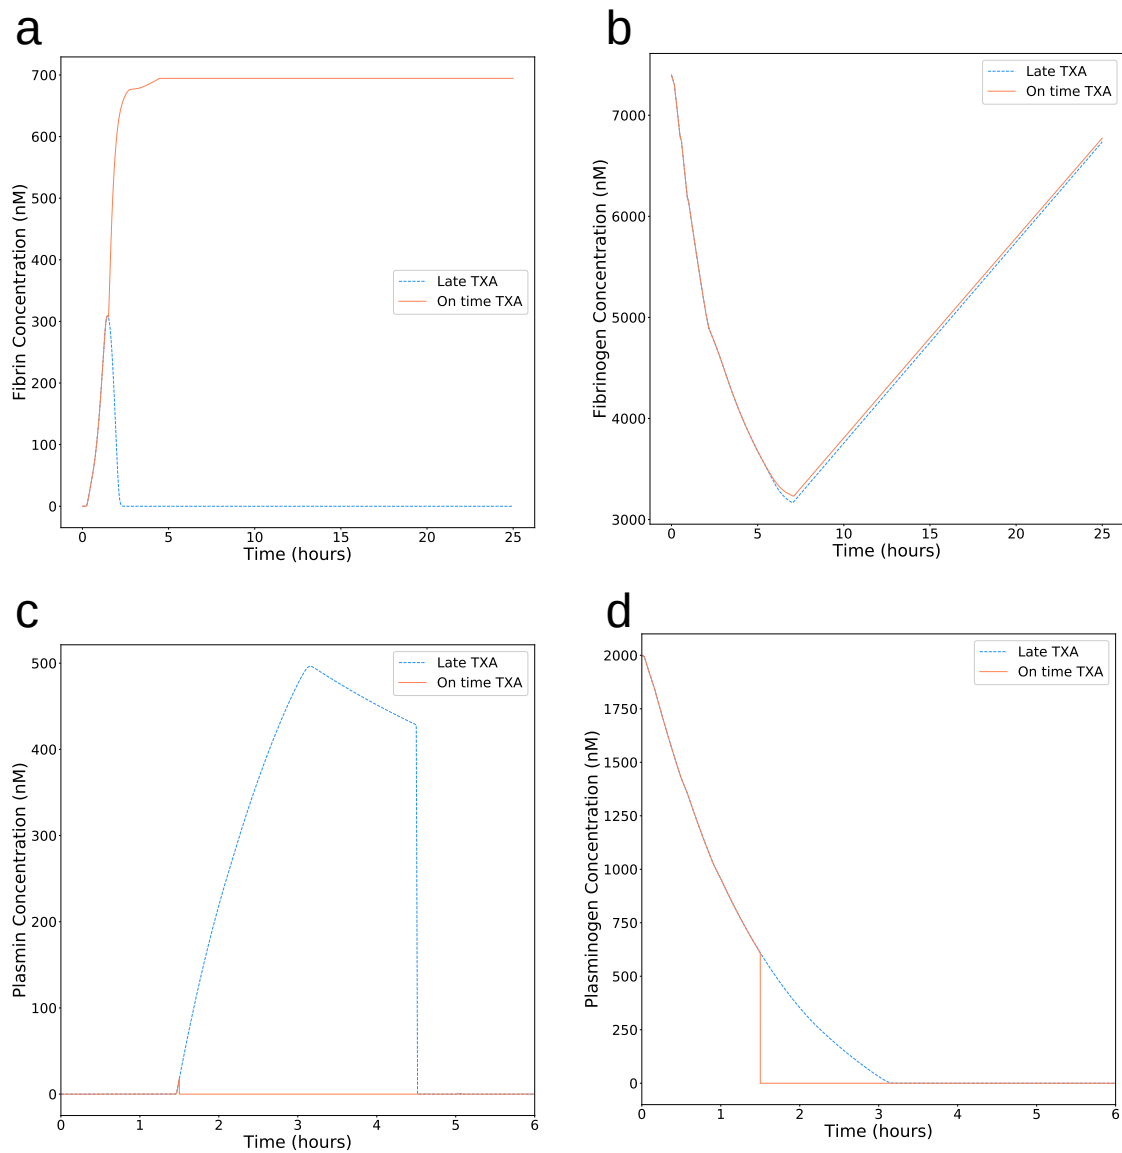 a
700
600
500
400
300
200
100
0
Fibrin Concentration (nM)
Late TXA
On time TXA
0 5 10 15 20 25
Time (hours)
b
7000
6000
5000
4000
3000
Fibrinogen Concentration (nM)
Late TXA
On time TXA
0 5 10 15 20 25
Time (hours)
c
500
400
300
200
100
0
Plasmin Concentration (nM)
Late TXA
On time TXA
0 1 2 3 4 5 6
Time (hours)
d
2000
1750
1500
1250
1000
750
500
250
0
Plasminogen Concentration (nM)
Late TXA
On time TXA
0 1 2 3 4 5 6
Time (hours)